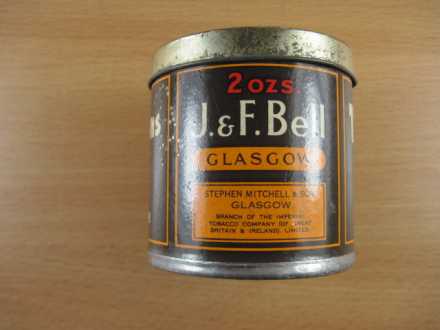 2 OZS.
J. & F. Bell
GLASGOW
STEPHEN MITCHELL & SON
GLASGOW
BRANCH OF THE IMPERIAL
TOBACCO COMPANY (OF GREAT
BRITAIN & IRELAND), LIMITED.